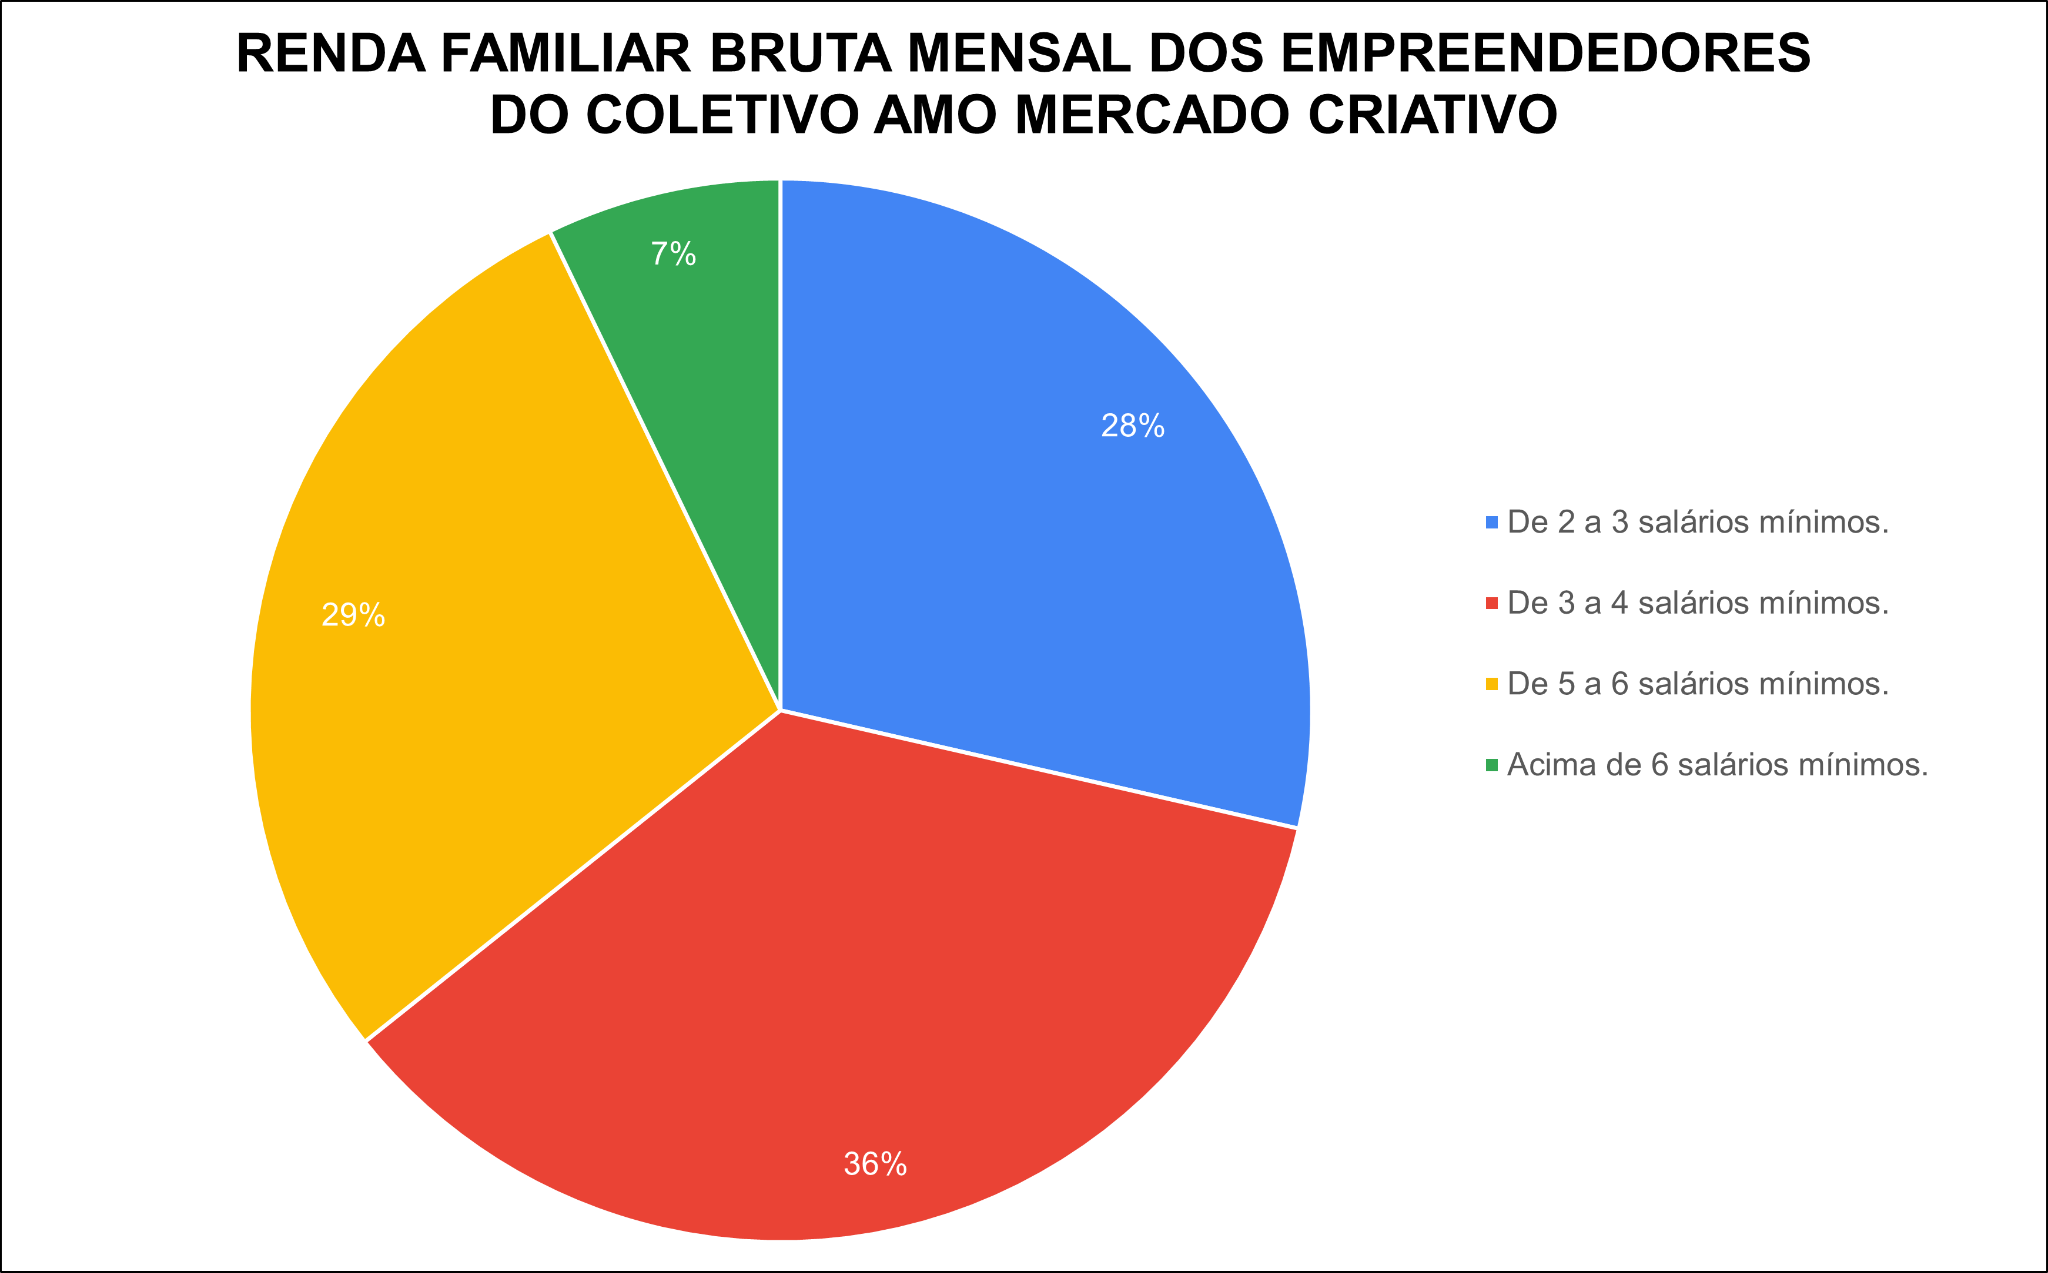 RENDA FAMILIAR BRUTA MENSAL DOS EMPREENDEDORES
DO COLETIVO AMO MERCADO CRIATIVO
7%
28%
29%
36%
De 2 a 3 salários mínimos.
De 3 a 4 salários mínimos.
De 5 a 6 salários mínimos.
Acima de 6 salários mínimos.